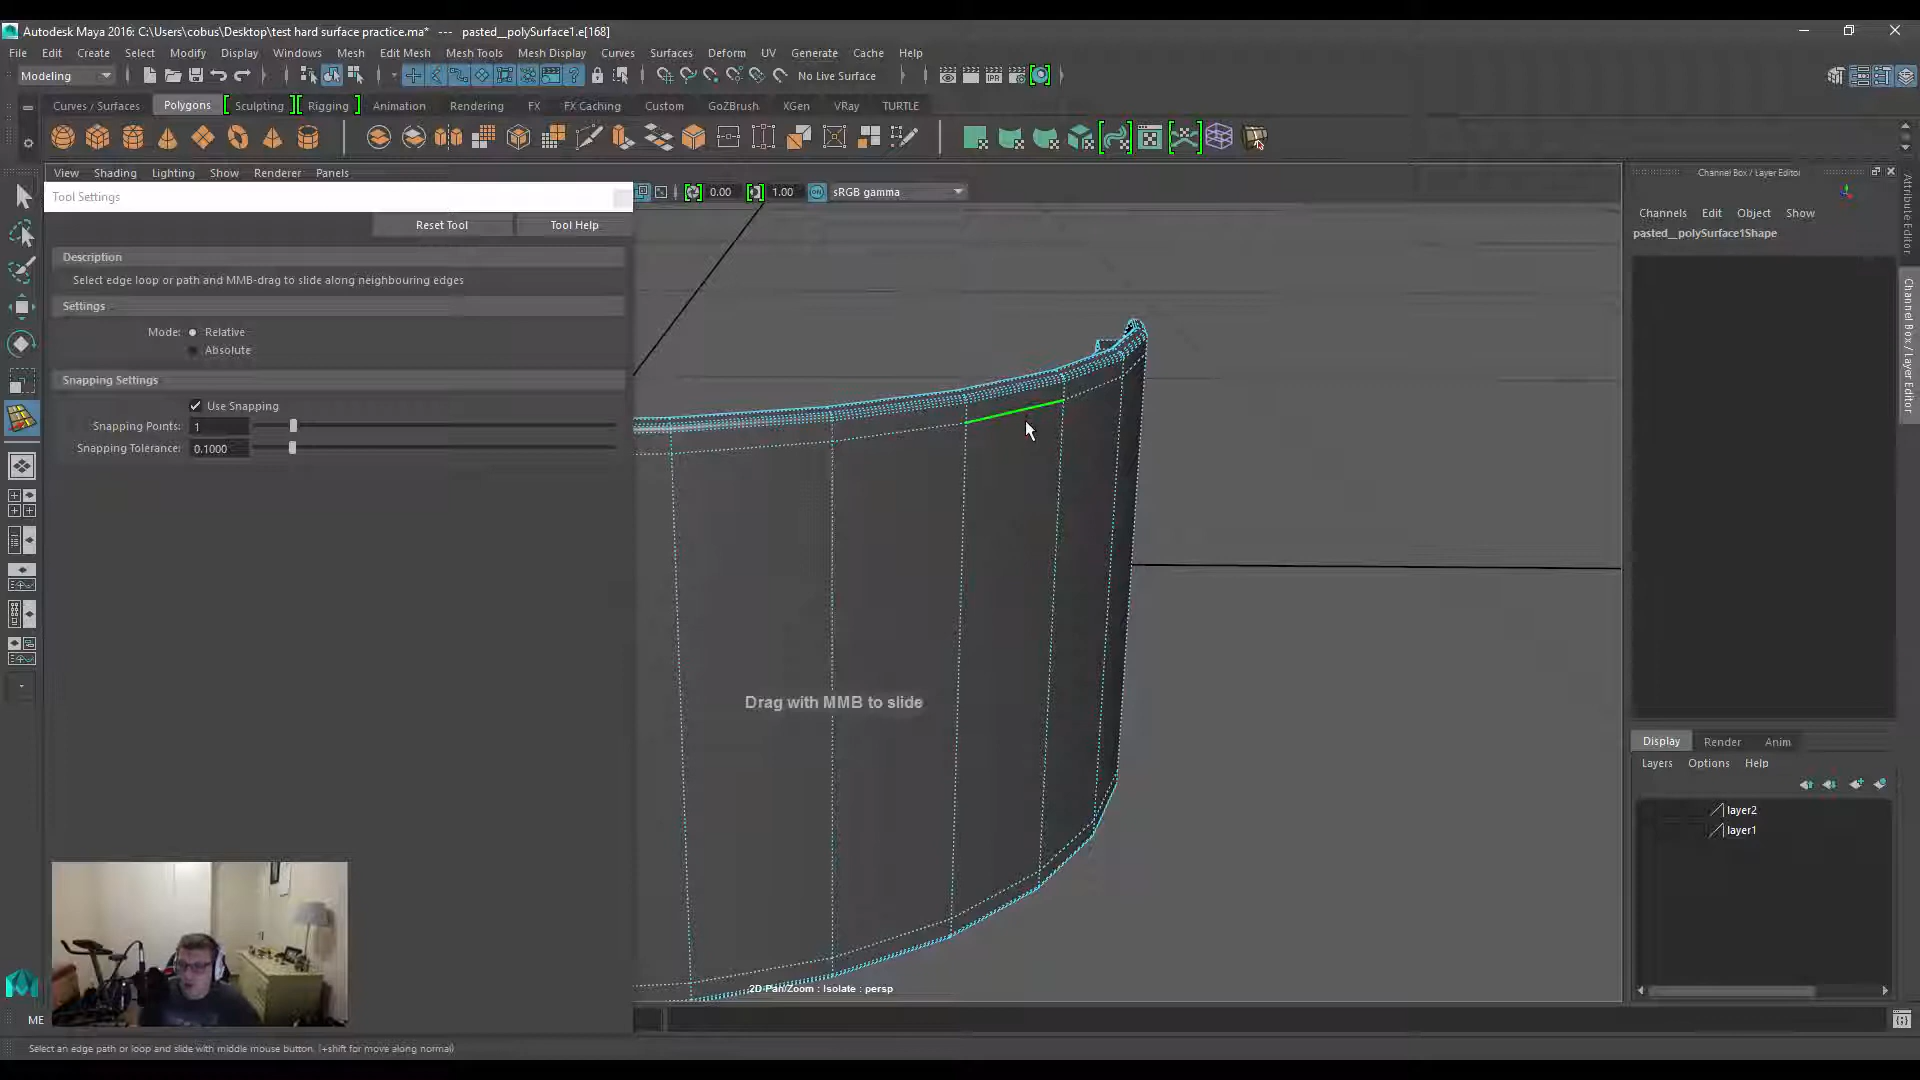 Autodesk Maya 2016: C:\Users\cobus\Desktop\test hard surface practice.ma* --- pasted__polySurface1.e[168]
File Edit Create Select Modify Display Windows Mesh Edit Mesh Mesh Tools Mesh Display Curves Surfaces Deform UV Generate Cache Help
Modeling No Live Surface
Curves / Surfaces Polygons Sculpting Rigging Animation Rendering FX FX Caching Custom GoZBrush XGen VRay TURTLE
View Shading Lighting Show Renderer Panels
Channel Box / Layer Editor
Tool Settings
0.00 1.00 sRGB gamma
Channels Edit Object Show
Reset Tool Tool Help
pasted__polySurface1Shape
Description
Select edge loop or path and MMB-drag to slide along neighbouring edges
Settings
Mode: Relative
Absolute
Snapping Settings
Use Snapping
Snapping Points: 1
Snapping Tolerance: 0.1000
Attribute Editor
Channel Box / Layer Editor
Drag with MMB to slide
Display Render Anim
Layers Options Help
layer2
layer1
2D Pan/Zoom : Isolate : persp
ME
Select an edge path or loop and slide with middle mouse button. (+shift for move along normal)